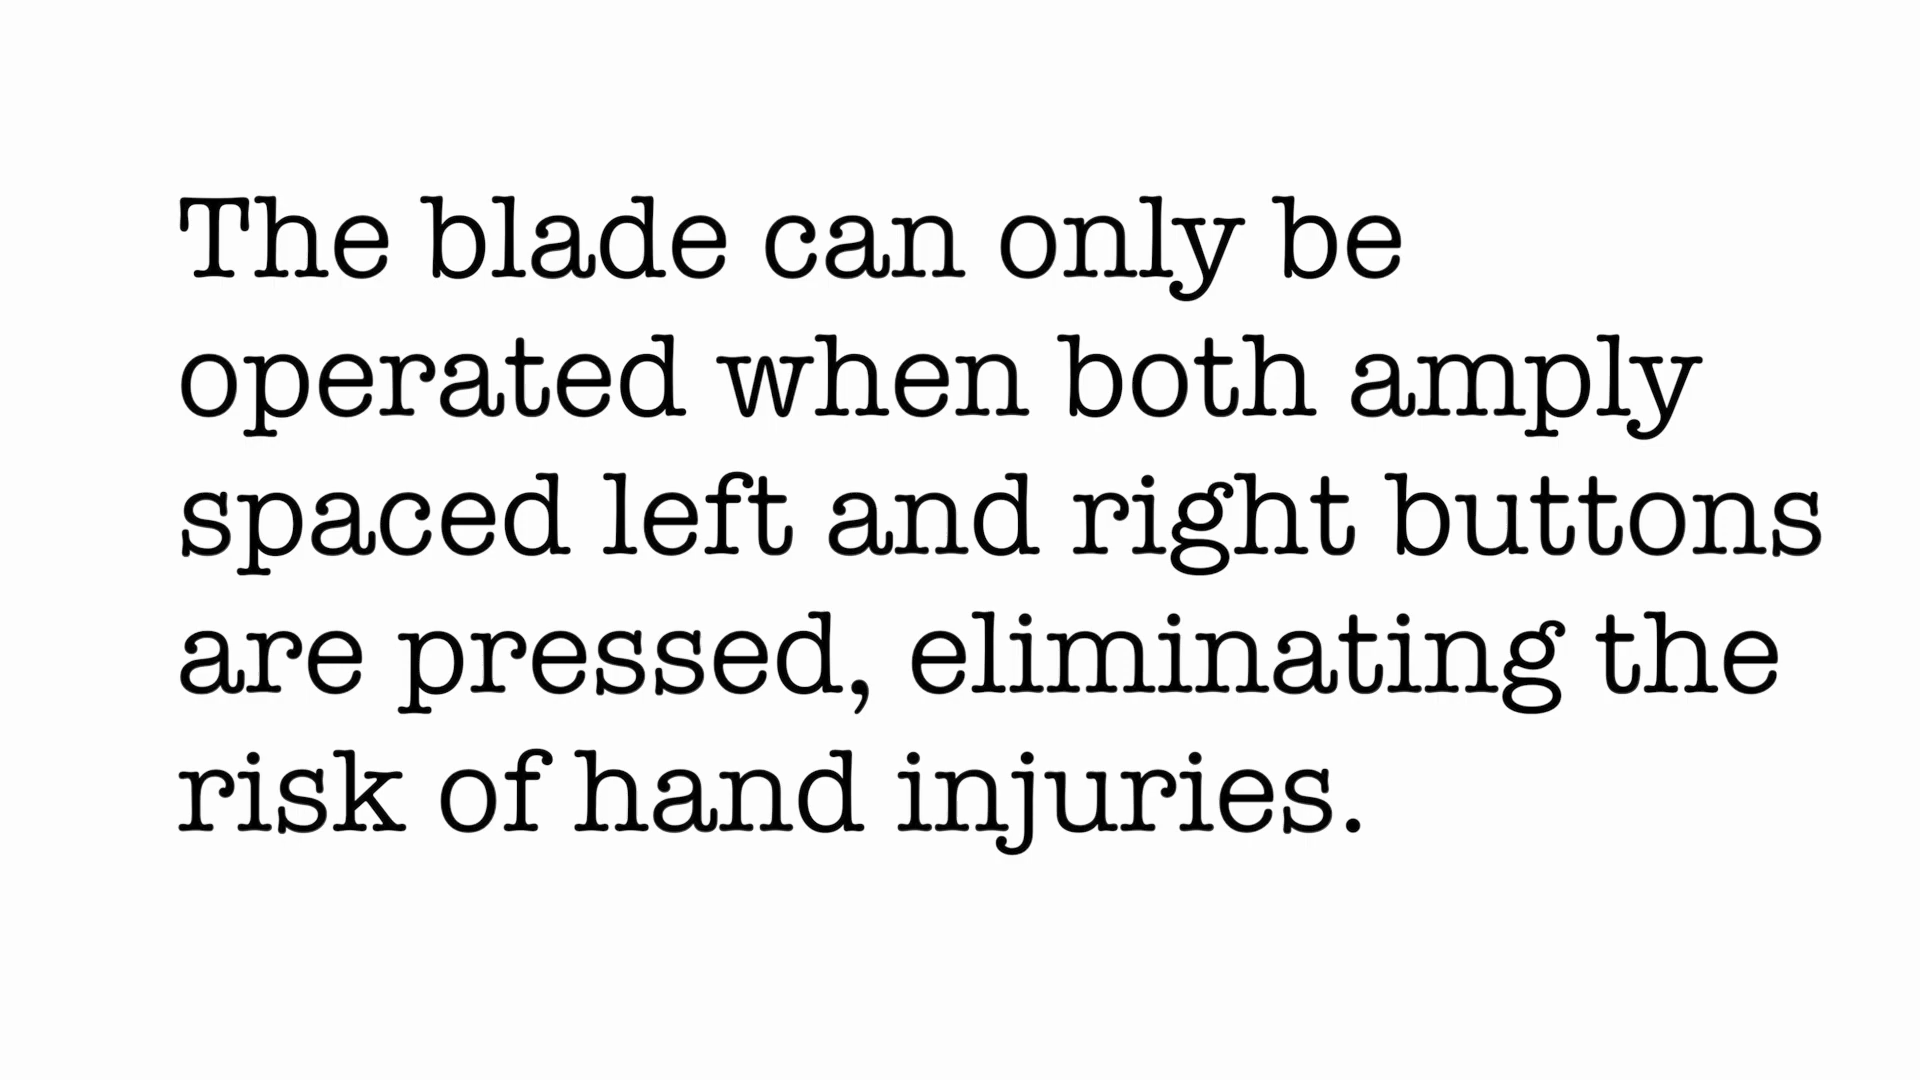 The blade can only be
operated when both amply
spaced left and right buttons
are pressed, eliminating the
risk of hand injuries.